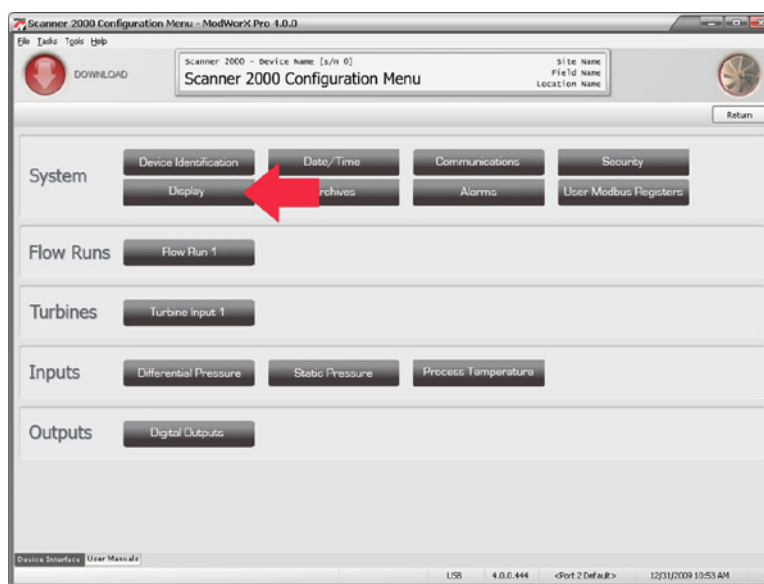 Scanner 2000 Configuration Menu - ModWorX Pro 4.0.0
File Tasks Tools Help
DOWNLOAD
Scanner 2000 - Device Name [s/n 0]
Scanner 2000 Configuration Menu
Site Name
Field Name
Location Name
Return
System
Device Identification
Date/Time
Communications
Security
Display
Alarms
User Modbus Registers
Flow Runs
Flow Run 1
Turbines
Turbine Input 1
Inputs
Differential Pressure
Static Pressure
Process Temperature
Outputs
Digital Outputs
Device Interface User Manuals
USB 4.0.0.444 <Port 2 Default> 12/31/2009 10:53 AM